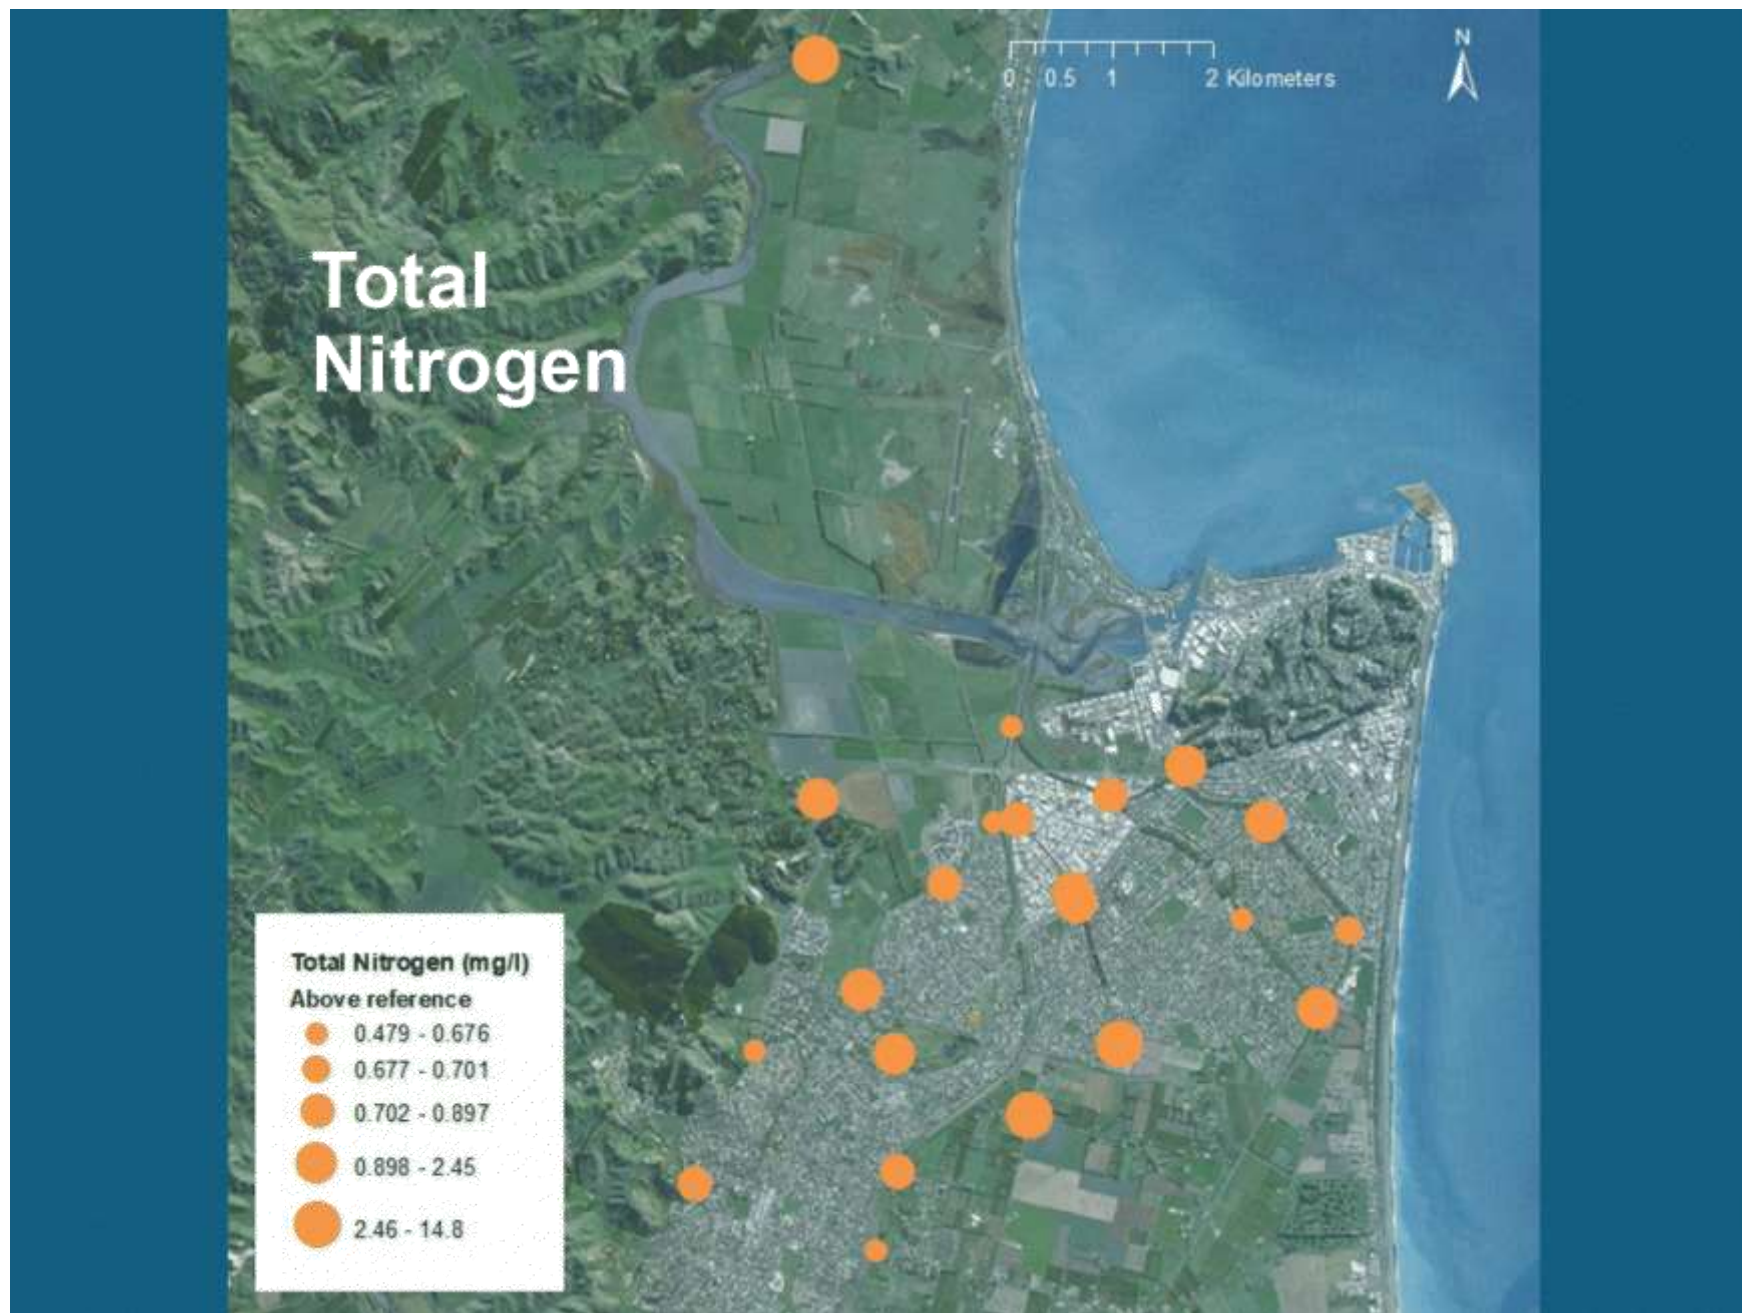 N
0 0.5 1 2 Kilometers
Total
Nitrogen
Total Nitrogen (mg/l)
Above reference
0.479 - 0.676
0.677 - 0.701
0.702 - 0.897
0.898 - 2.45
2.46 - 14.8